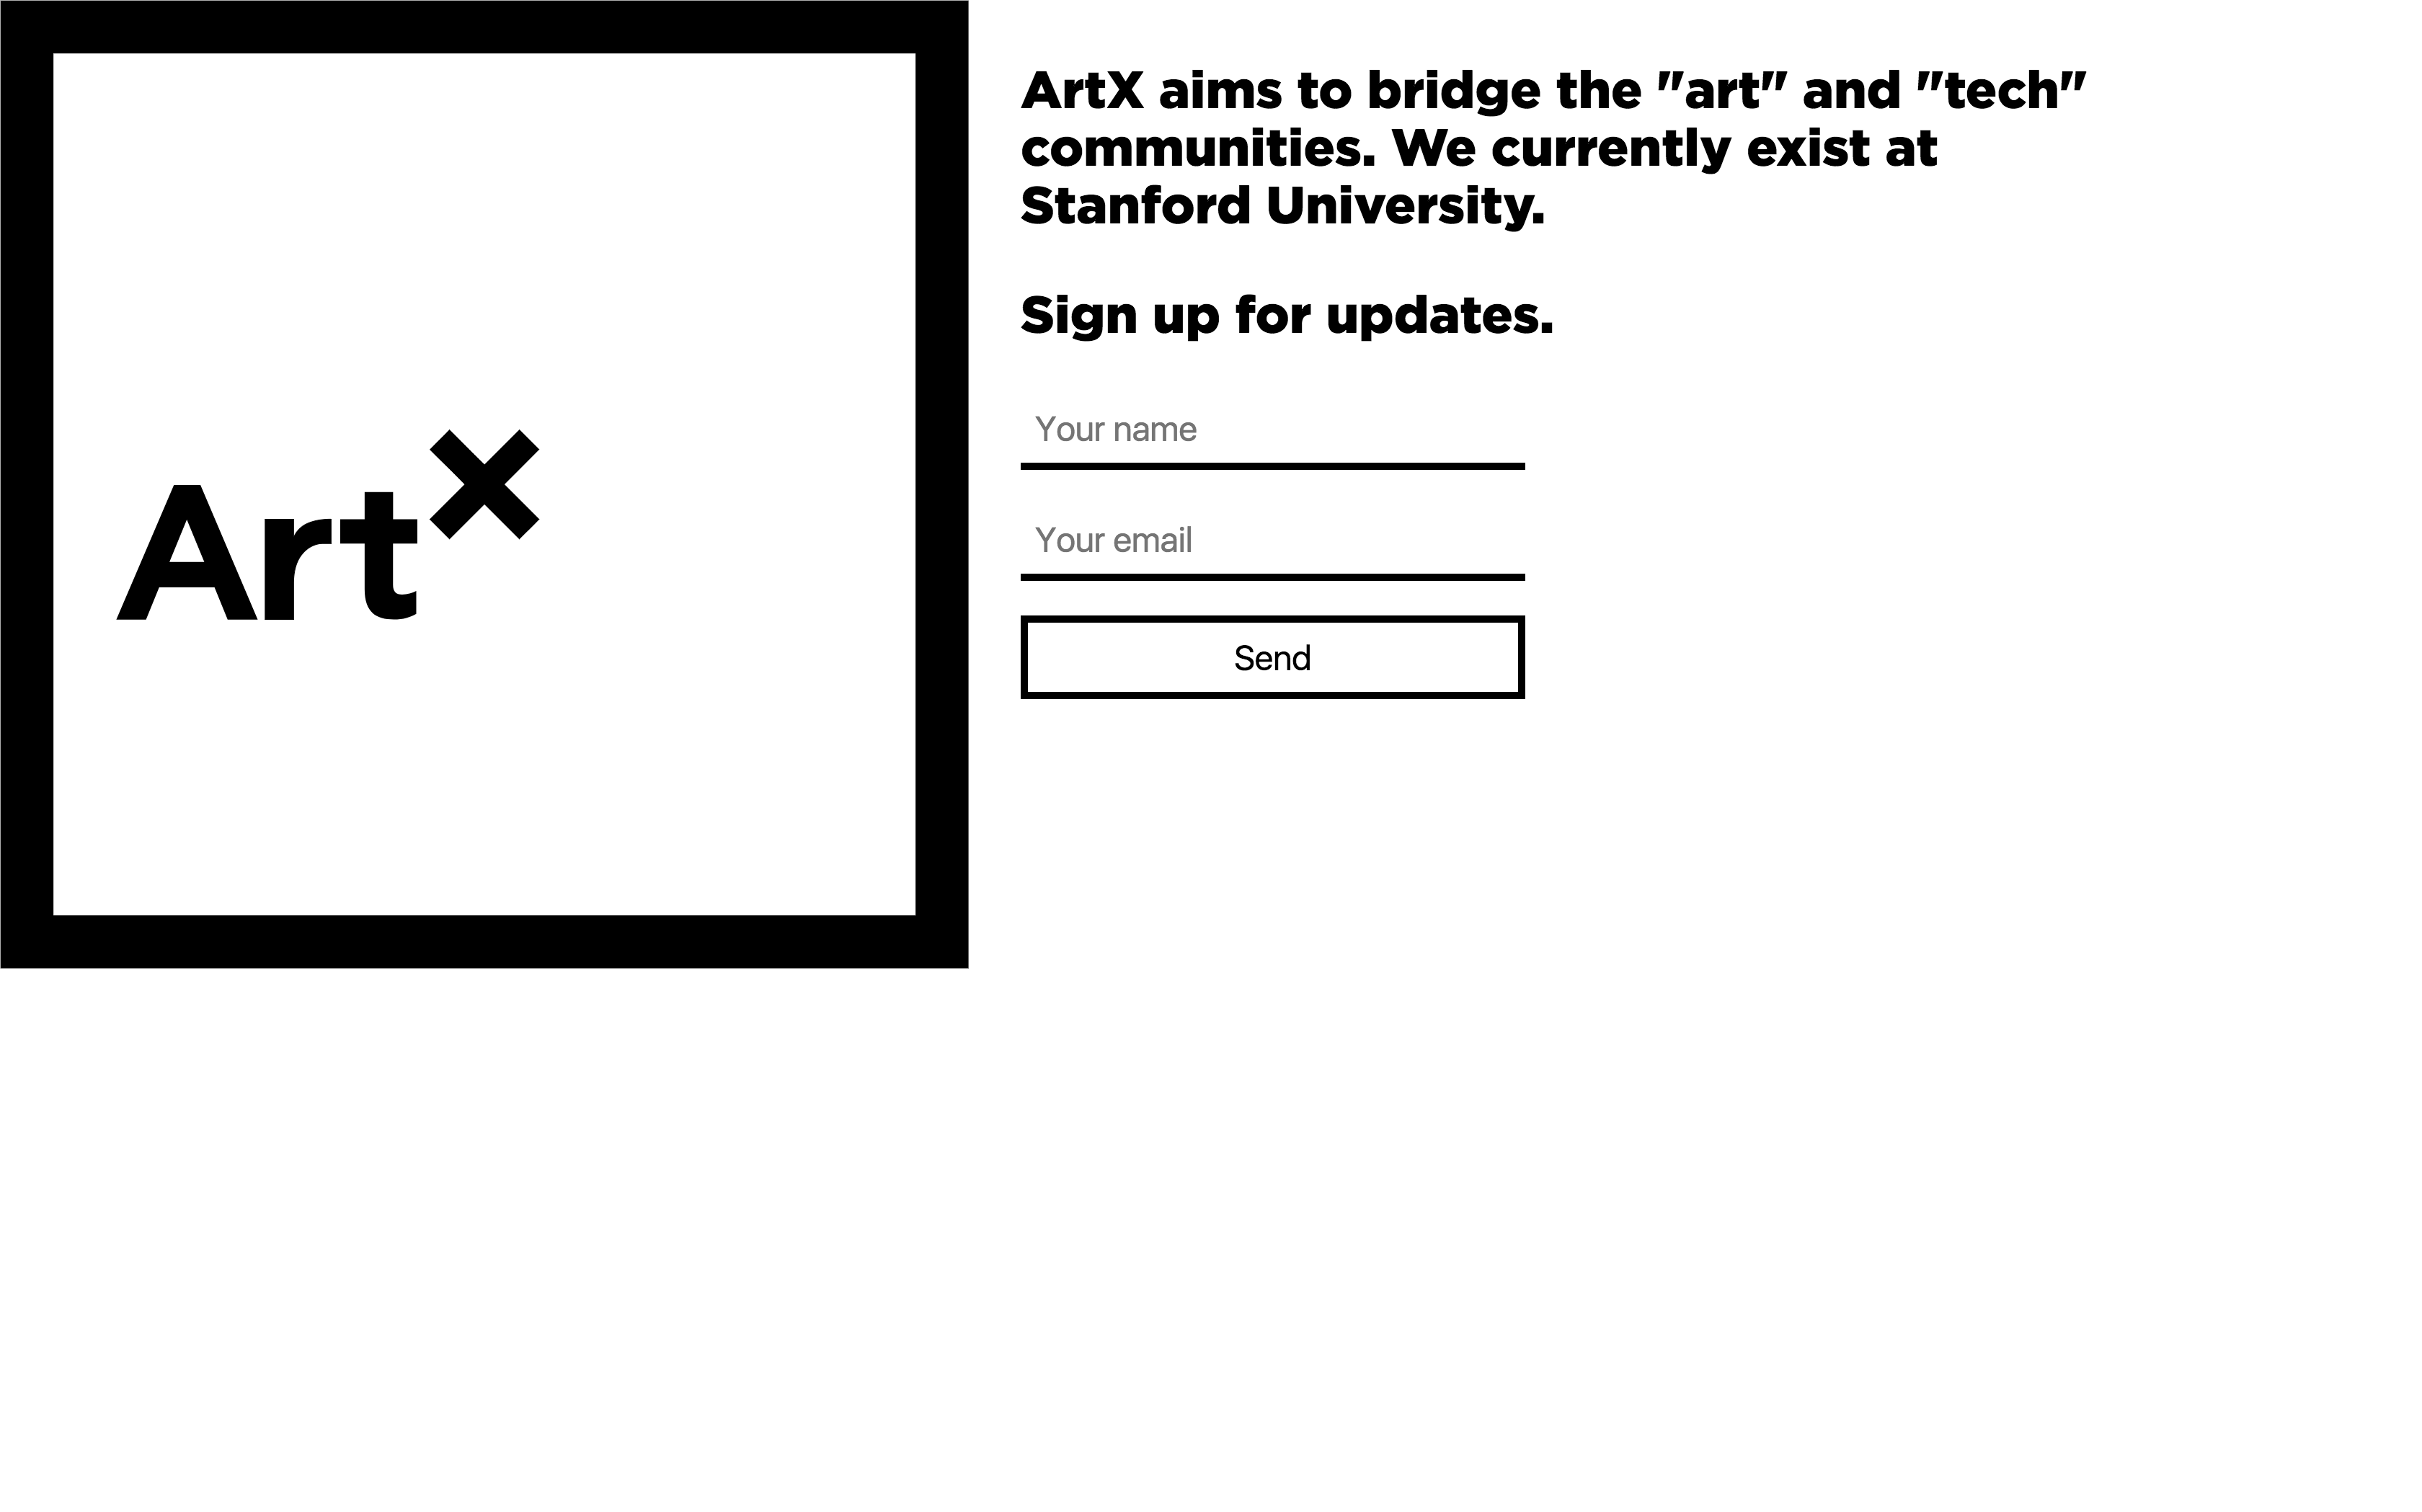 Art×
ArtX aims to bridge the "art" and "tech"
communities. We currently exist at
Stanford University.
Sign up for updates.
Your name
Your email
Send